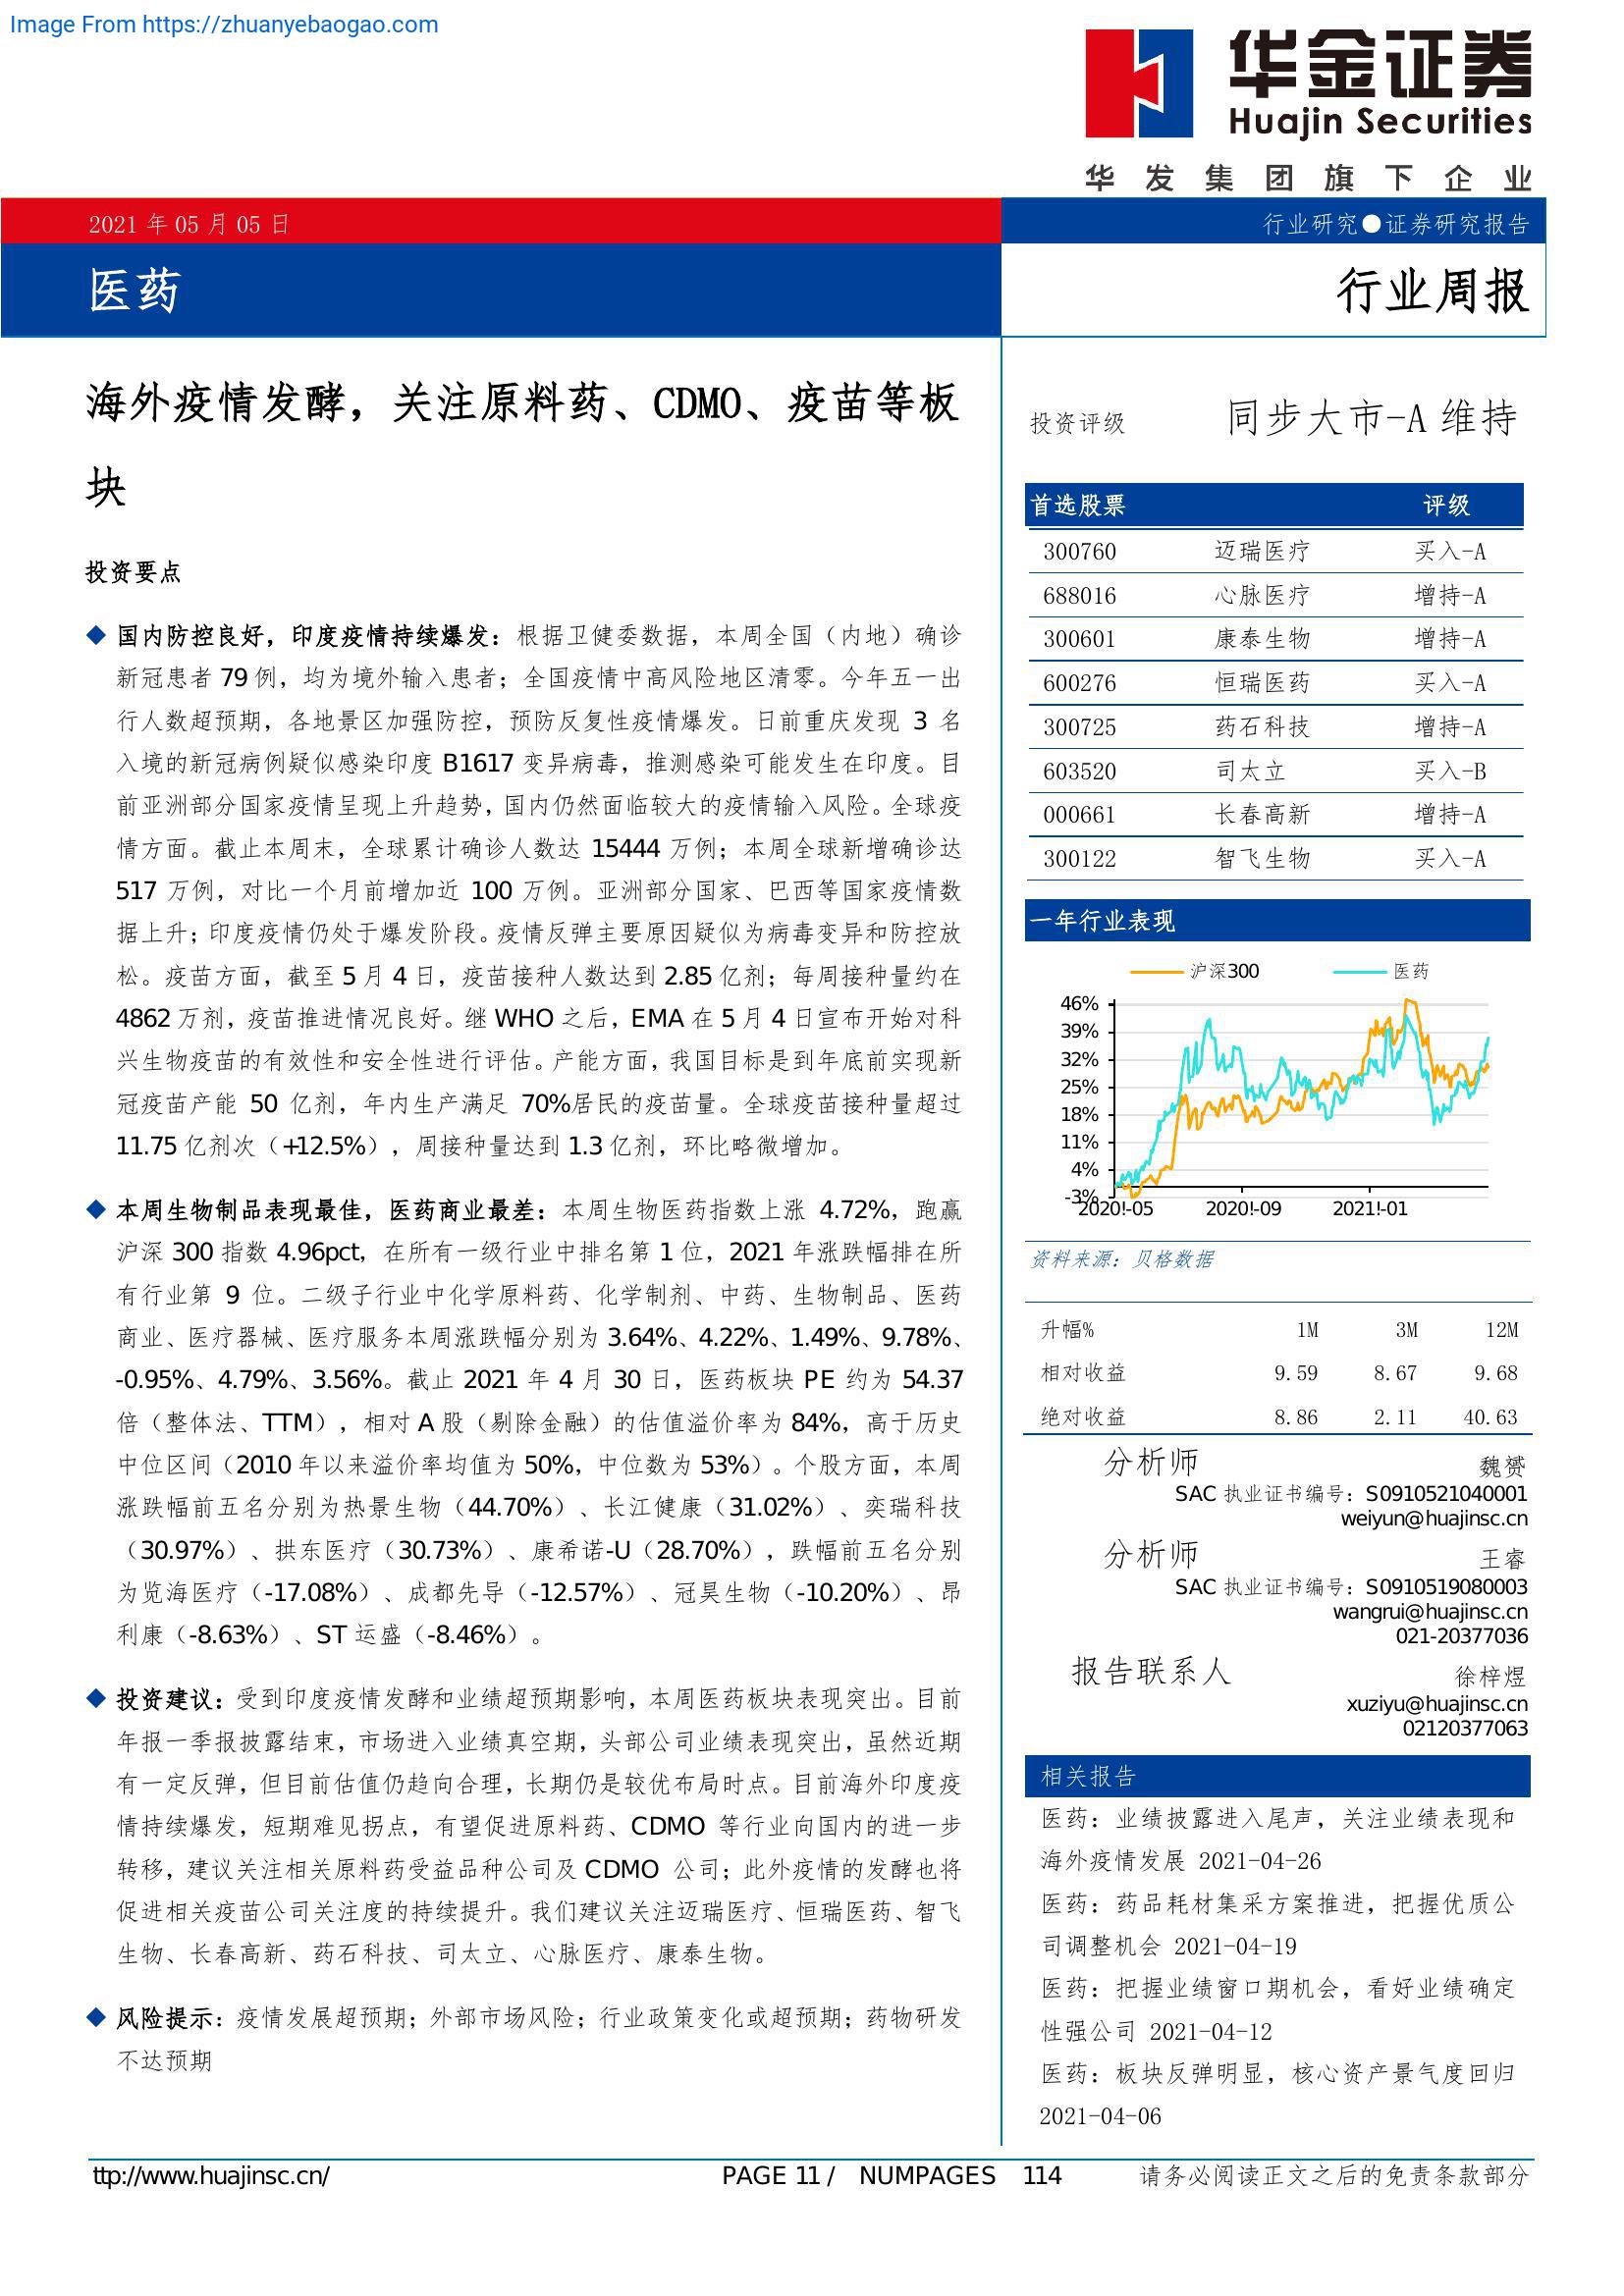 Image From https://zhuanyebaogao.com
华金证券
Huajin Securities
华发集团旗下企业
2021 年 05 月 05 日
行业研究●证券研究报告
医药
行业周报
海外疫情发酵，关注原料药、CDMO、疫苗等板
块
投资要点
◆ 国内防控良好，印度疫情持续爆发：根据卫健委数据，本周全国（内地）确诊
新冠患者 79 例，均为境外输入患者；全国疫情中高风险地区清零。今年五一出
行人数超预期，各地景区加强防控，预防反复性疫情爆发。日前重庆发现 3 名
入境的新冠病例疑似感染印度 B1617 变异病毒，推测感染可能发生在印度。目
前亚洲部分国家疫情呈现上升趋势，国内仍然面临较大的疫情输入风险。全球疫
情方面。截止本周末，全球累计确诊人数达 15444 万例；本周全球新增确诊达
517 万例，对比一个月前增加近 100 万例。亚洲部分国家、巴西等国家疫情数
据上升；印度疫情仍处于爆发阶段。疫情反弹主要原因疑似为病毒变异和防控放
松。疫苗方面，截至 5 月 4 日，疫苗接种人数达到 2.85 亿剂；每周接种量约在
4862 万剂，疫苗推进情况良好。继 WHO 之后，EMA 在 5 月 4 日宣布开始对科
兴生物疫苗的有效性和安全性进行评估。产能方面，我国目标是到年底前实现新
冠疫苗产能 50 亿剂，年内生产满足 70%居民的疫苗量。全球疫苗接种量超过
11.75 亿剂次（+12.5%），周接种量达到 1.3 亿剂，环比略微增加。
◆ 本周生物制品表现最佳，医药商业最差：本周生物医药指数上涨 4.72%，跑赢
沪深 300 指数 4.96pct，在所有一级行业中排名第 1 位，2021 年涨跌幅排在所
有行业第 9 位。二级子行业中化学原料药、化学制剂、中药、生物制品、医药
商业、医疗器械、医疗服务本周涨跌幅分别为 3.64%、4.22%、1.49%、9.78%、
-0.95%、4.79%、3.56%。截止 2021 年 4 月 30 日，医药板块 PE 约为 54.37
倍（整体法、TTM），相对 A 股（剔除金融）的估值溢价率为 84%，高于历史
中位区间（2010 年以来溢价率均值为 50%，中位数为 53%）。个股方面，本周
涨跌幅前五名分别为热景生物（44.70%）、长江健康（31.02%）、奕瑞科技
（30.97%）、拱东医疗（30.73%）、康希诺-U（28.70%），跌幅前五名分别
为览海医疗（-17.08%）、成都先导（-12.57%）、冠昊生物（-10.20%）、昂
利康（-8.63%）、ST 运盛（-8.46%）。
◆ 投资建议：受到印度疫情发酵和业绩超预期影响，本周医药板块表现突出。目前
年报一季报披露结束，市场进入业绩真空期，头部公司业绩表现突出，虽然近期
有一定反弹，但目前估值仍趋向合理，长期仍是较优布局时点。目前海外印度疫
情持续爆发，短期难见拐点，有望促进原料药、CDMO 等行业向国内的进一步
转移，建议关注相关原料药受益品种公司及 CDMO 公司；此外疫情的发酵也将
促进相关疫苗公司关注度的持续提升。我们建议关注迈瑞医疗、恒瑞医药、智飞
生物、长春高新、药石科技、司太立、心脉医疗、康泰生物。
◆ 风险提示：疫情发展超预期；外部市场风险；行业政策变化或超预期；药物研发
不达预期
投资评级 同步大市-A 维持
首选股票 评级
300760 迈瑞医疗 买入-A
688016 心脉医疗 增持-A
300601 康泰生物 增持-A
600276 恒瑞医药 买入-A
300725 药石科技 增持-A
603520 司太立 买入-B
000661 长春高新 增持-A
300122 智飞生物 买入-A
一年行业表现
沪深300 医药
46%
39%
32%
25%
18%
11%
4%
-3%
2020!-05 2020!-09 2021!-01
资料来源：贝格数据
升幅% 1M 3M 12M
相对收益 9.59 8.67 9.68
绝对收益 8.86 2.11 40.63
分析师 魏赟
SAC 执业证书编号：S0910521040001
weiyun@huajinsc.cn
分析师 王睿
SAC 执业证书编号：S0910519080003
wangrui@huajinsc.cn
021-20377036
报告联系人 徐梓煜
xuziyu@huajinsc.cn
02120377063
相关报告
医药：业绩披露进入尾声，关注业绩表现和
海外疫情发展 2021-04-26
医药：药品耗材集采方案推进，把握优质公
司调整机会 2021-04-19
医药：把握业绩窗口期机会，看好业绩确定
性强公司 2021-04-12
医药：板块反弹明显，核心资产景气度回归
2021-04-06
ttp://www.huajinsc.cn/ PAGE 11 / NUMPAGES 114 请务必阅读正文之后的免责条款部分